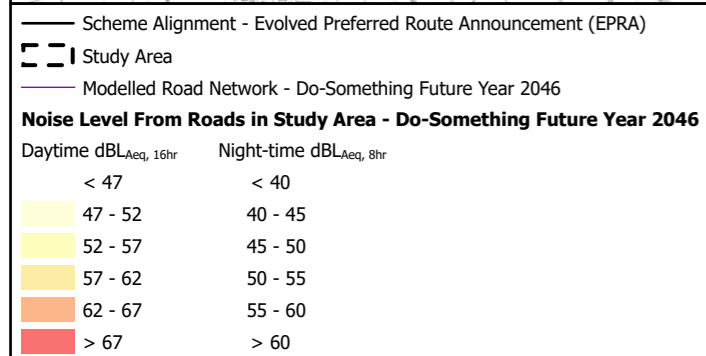 Scheme Alignment - Evolved Preferred Route Announcement (EPRA)
Study Area
Modelled Road Network - Do-Something Future Year 2046
Noise Level From Roads in Study Area - Do-Something Future Year 2046
Daytime dBLAeq, 16hr Night-time dBLAeq, 8hr
< 47 < 40
47 - 52 40 - 45
52 - 57 45 - 50
57 - 62 50 - 55
62 - 67 55 - 60
> 67 > 60